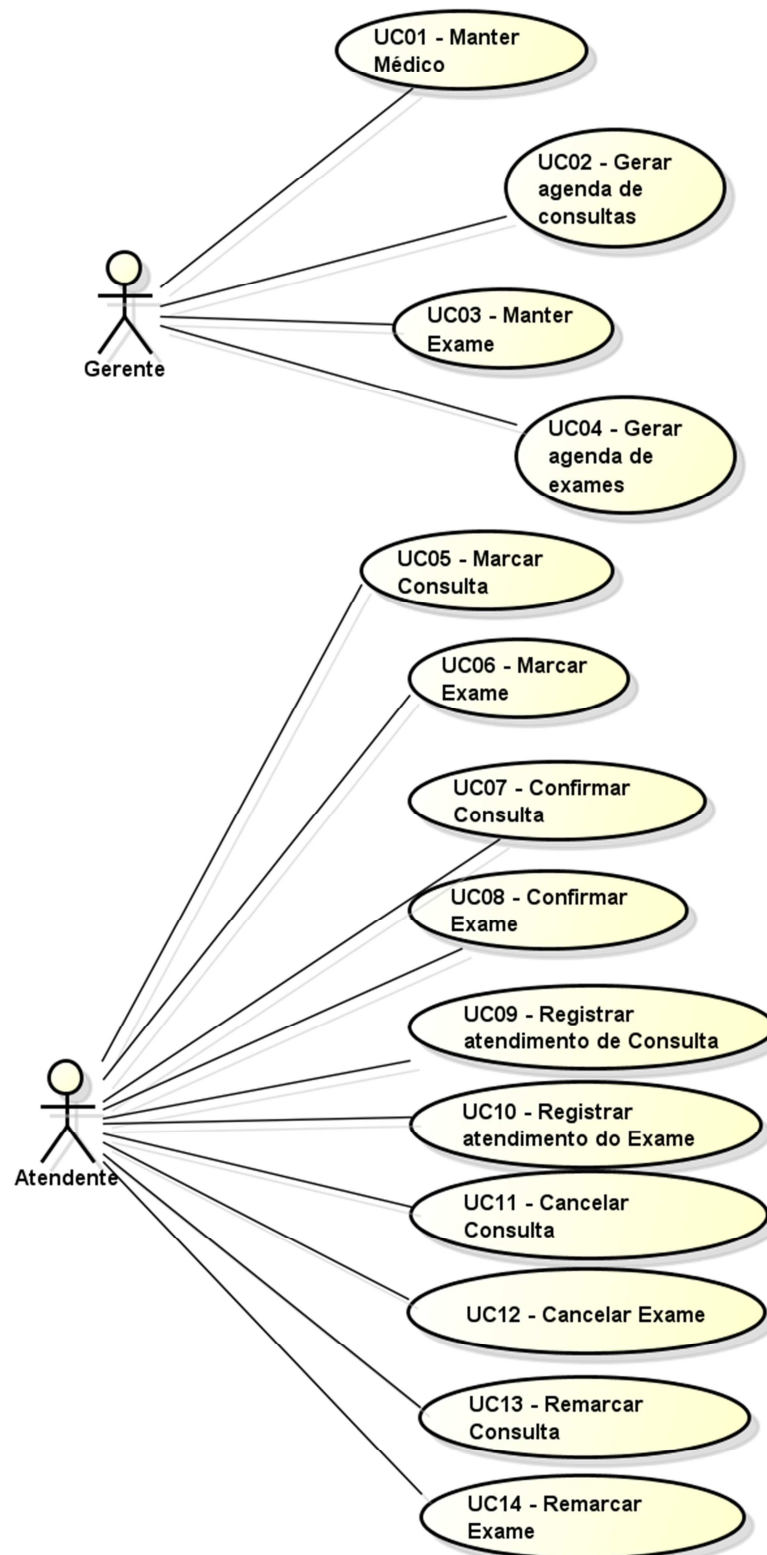 UC01 - Manter
Médico
UC02 - Gerar
agenda de
consultas
Gerente
UC03 - Manter
Exame
UC04 - Gerar
agenda de
exames
UC05 - Marcar
Consulta
UC06 - Marcar
Exame
UC07 - Confirmar
Consulta
UC08 - Confirmar
Exame
UC09 - Registrar
atendimento de Consulta
UC10 - Registrar
atendimento do Exame
Atendente
UC11 - Cancelar
Consulta
UC12 - Cancelar Exame
UC13 - Remarcar
Consulta
UC14 - Remarcar
Exame